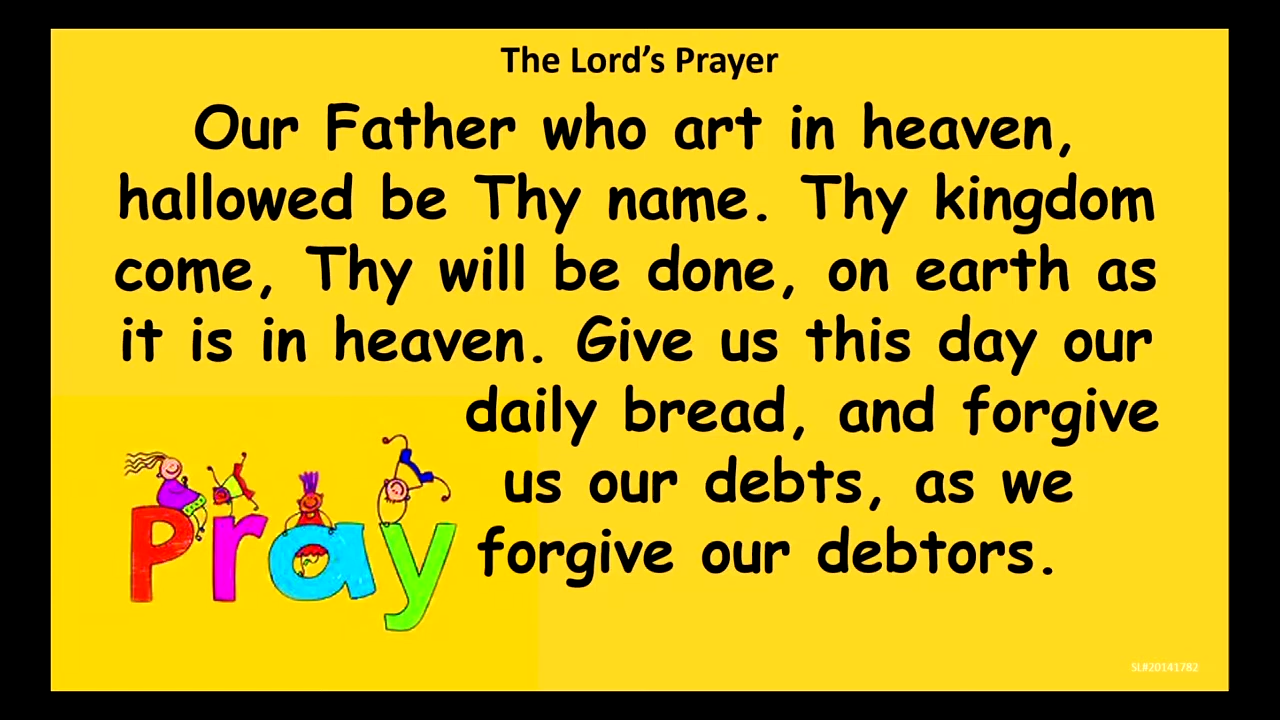 The Lord’s Prayer
Our Father who art in heaven,
hallowed be Thy name. Thy kingdom
come, Thy will be done, on earth as
it is in heaven. Give us this day our
daily bread, and forgive
us our debts, as we
forgive our debtors.
Pray
SL#20141782